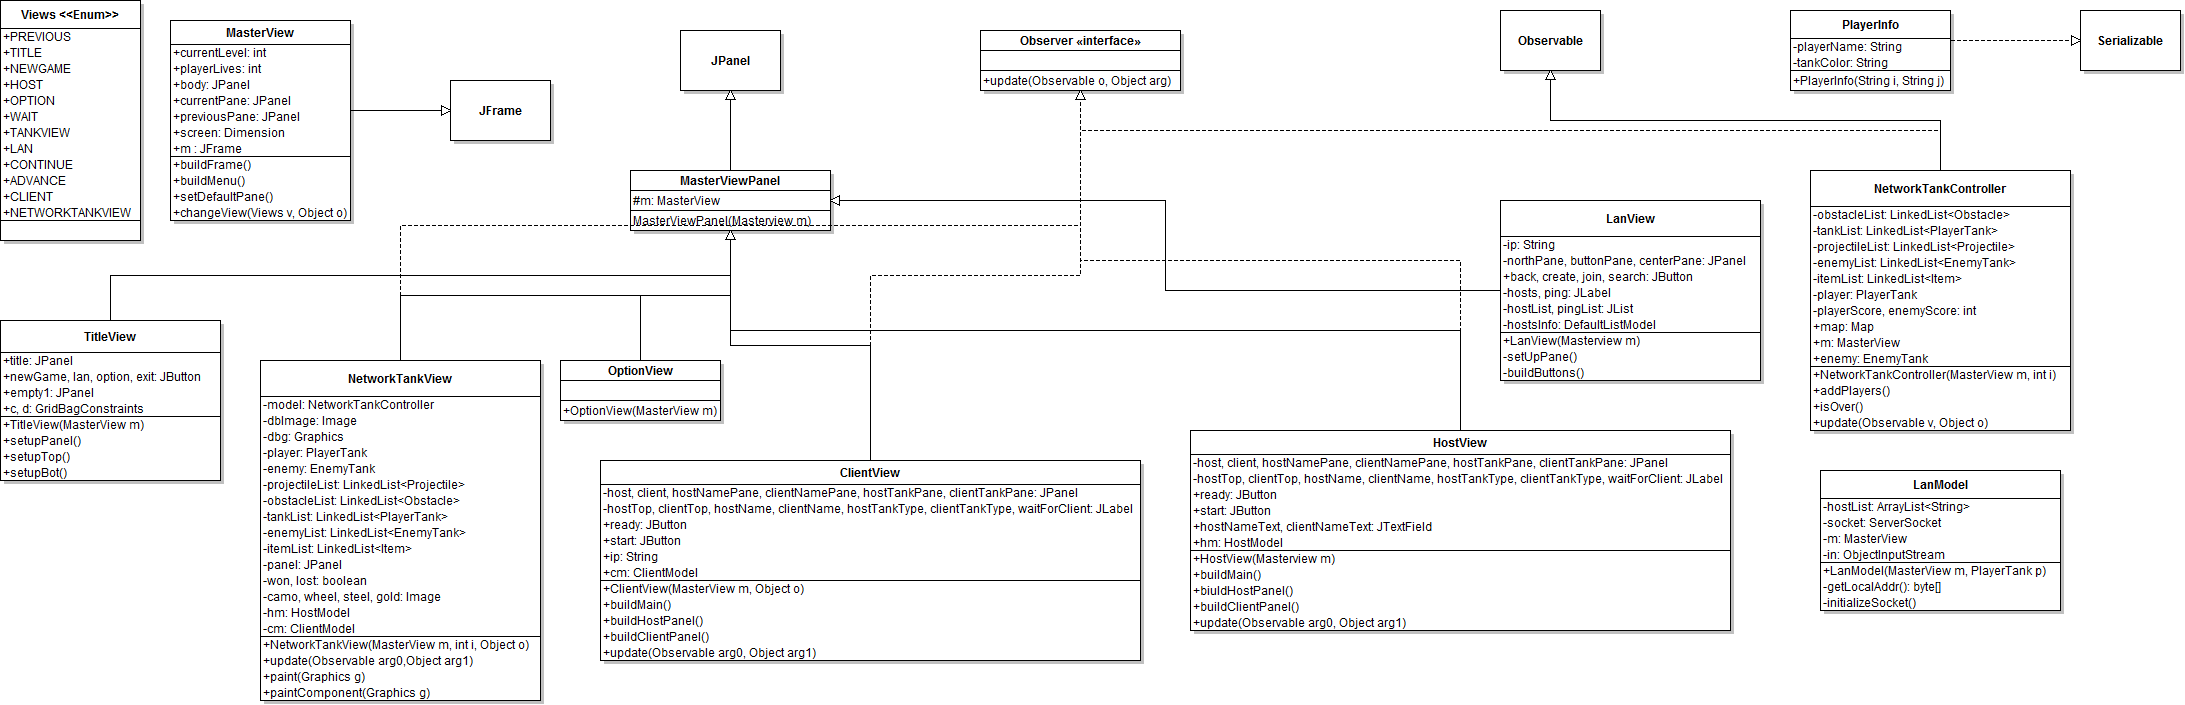 Views <<Enum>>
+PREVIOUS
+TITLE
+NEWGAME
+HOST
+OPTION
+WAIT
+TANKVIEW
+LAN
+CONTINUE
+ADVANCE
+CLIENT
+NETWORKTANKVIEW
MasterView
+currentLevel: int
+playerLives: int
+body: JPanel
+currentPane: JPanel
+previousPane: JPanel
+screen: Dimension
+m : JFrame
+buildFrame()
+buildMenu()
+setDefaultPane()
+changeView(Views v, Object o)
JFrame
JPanel
Observer «interface»
+update(Observable o, Object arg)
Observable
PlayerInfo
-playerName: String
-tankColor: String
+PlayerInfo(String i, String j)
Serializable
MasterViewPanel
#m: MasterView
MasterViewPanel(Masterview m)
LanView
-ip: String
-northPane, buttonPane, centerPane: JPanel
+back, create, join, search: JButton
-hosts, ping: JLabel
-hostList, pingList: JList
-hostsInfo: DefaultListModel
+LanView(Masterview m)
-setUpPane()
-buildButtons()
NetworkTankController
-obstacleList: LinkedList<Obstacle>
-tankList: LinkedList<PlayerTank>
-projectileList: LinkedList<Projectile>
-enemyList: LinkedList<EnemyTank>
-itemList: LinkedList<Item>
-player: PlayerTank
-playerScore, enemyScore: int
+map: Map
+m: MasterView
+enemy: EnemyTank
+NetworkTankController(MasterView m, int i)
+addPlayers()
+isOver()
+update(Observable v, Object o)
TitleView
+title: JPanel
+newGame, lan, option, exit: JButton
+empty1: JPanel
+c, d: GridBagConstraints
+TitleView(MasterView m)
+setupPanel()
+setupTop()
+setupBot()
NetworkTankView
-model: NetworkTankController
-dbImage: Image
-dbg: Graphics
-player: PlayerTank
-enemy: EnemyTank
-projectileList: LinkedList<Projectile>
-obstacleList: LinkedList<Obstacle>
-tankList: LinkedList<PlayerTank>
-enemyList: LinkedList<EnemyTank>
-itemList: LinkedList<Item>
-panel: JPanel
-won, lost: boolean
-camo, wheel, steel, gold: Image
-hm: HostModel
-cm: ClientModel
+NetworkTankView(MasterView m, int i, Object o)
+update(Observable arg0,Object arg1)
+paint(Graphics g)
+paintComponent(Graphics g)
OptionView
+OptionView(MasterView m)
ClientView
-host, client, hostNamePane, clientNamePane, hostTankPane, clientTankPane: JPanel
-hostTop, clientTop, hostName, clientName, hostTankType, clientTankType, waitForClient: JLabel
+ready: JButton
+start: JButton
+ip: String
+cm: ClientModel
+ClientView(MasterView m, Object o)
+buildMain()
+buildHostPanel()
+buildClientPanel()
+update(Observable arg0, Object arg1)
HostView
-host, client, hostNamePane, clientNamePane, hostTankPane, clientTankPane: JPanel
-hostTop, clientTop, hostName, clientName, hostTankType, clientTankType, waitForClient: JLabel
+ready: JButton
+start: JButton
+hostNameText, clientNameText: JTextField
+hm: HostModel
+HostView(Masterview m)
+buildMain()
+biuldHostPanel()
+buildClientPanel()
+update(Observable arg0, Object arg1)
LanModel
-hostList: ArrayList<String>
-socket: ServerSocket
-m: MasterView
-in: ObjectInputStream
+LanModel(MasterView m, PlayerTank p)
-getLocalAddr(): byte[]
-initializeSocket()